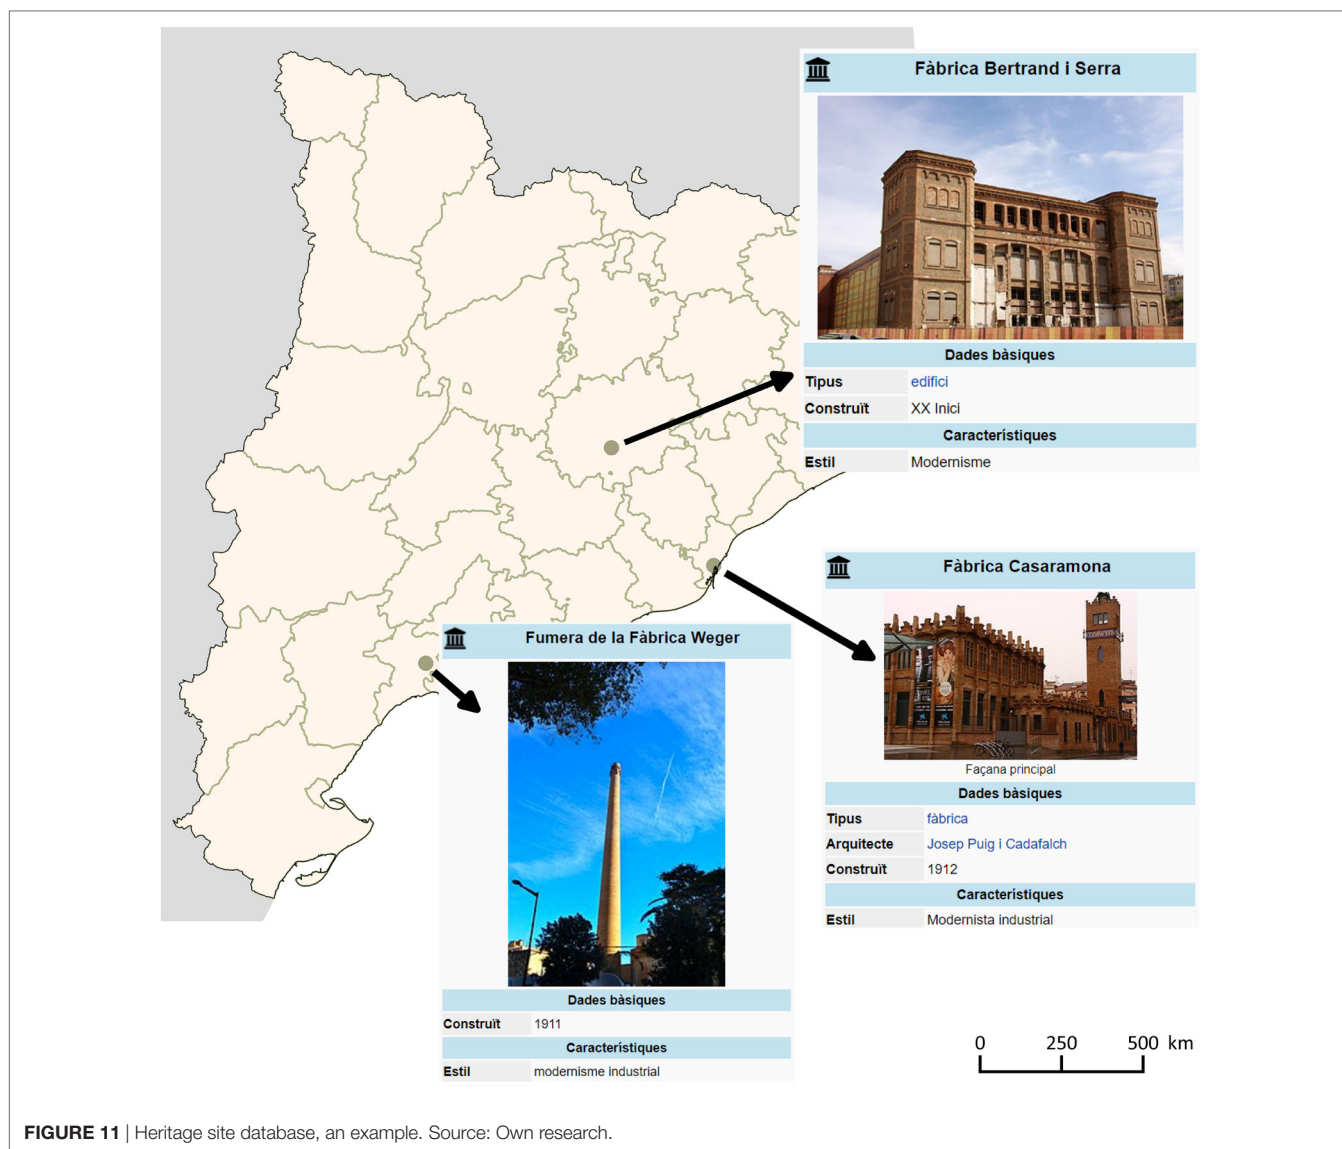 Fàbrica Bertrand i Serra
Dades bàsiques
Tipus edifici
Construït XX Inici
Característiques
Estil Modernisme
Fàbrica Casaramona
Façana principal
Dades bàsiques
Tipus fàbrica
Arquitecte Josep Puig i Cadafalch
Construït 1912
Característiques
Estil Modernista industrial
Fumera de la Fàbrica Weger
Dades bàsiques
Construït 1911
Característiques
Estil modernisme industrial
0 250 500 km
FIGURE 11 | Heritage site database, an example. Source: Own research.